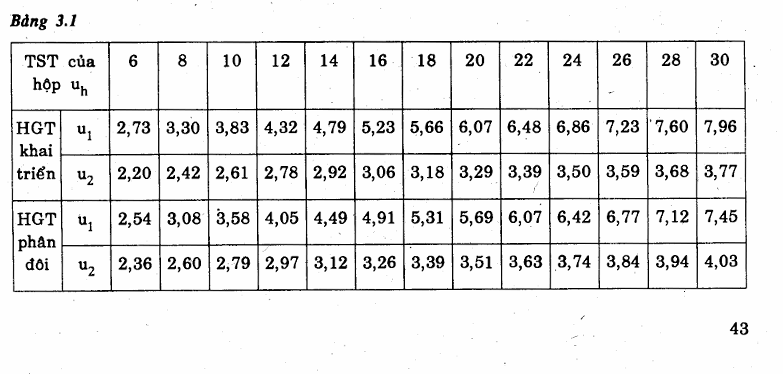 Bảng 3.1
TST của hộp uh 6 8 10 12 14 16 18 20 22 24 26 28 30
HGT khai triển u1 2,73 3,30 3,83 4,32 4,79 5,23 5,66 6,07 6,48 6,86 7,23 7,60 7,96
u2 2,20 2,42 2,61 2,78 2,92 3,06 3,18 3,29 3,39 3,50 3,59 3,68 3,77
HGT phân đôi u1 2,54 3,08 3,58 4,05 4,49 4,91 5,31 5,69 6,07 6,42 6,77 7,12 7,45
u2 2,36 2,60 2,79 2,97 3,12 3,26 3,39 3,51 3,63 3,74 3,84 3,94 4,03
43